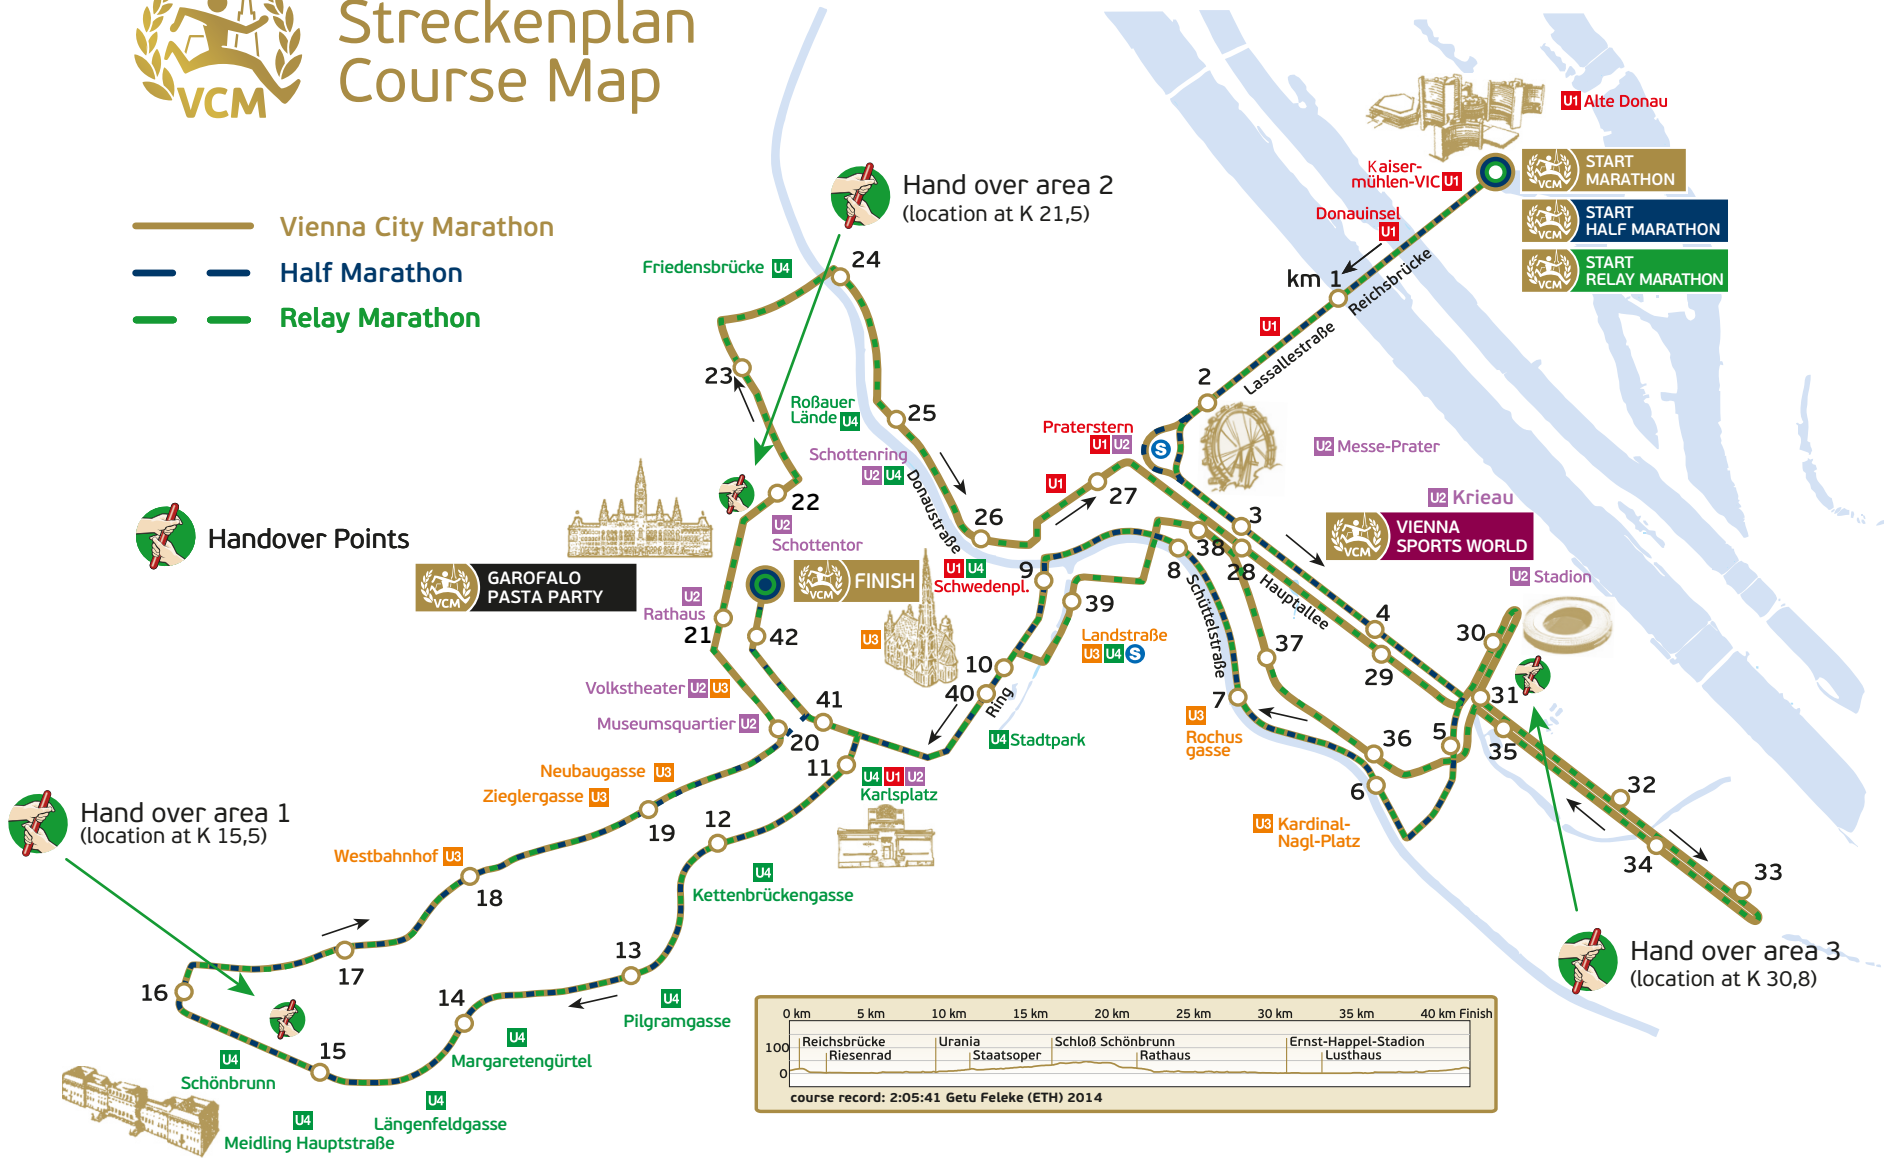 Streckenplan
Course Map
VCM
Vienna City Marathon
Half Marathon
Relay Marathon
Handover Points
Hand over area 2
(location at K 21,5)
Friedensbrücke U4
24
23
Roßauer
Lände U4
25
Schottenring
U2 U4
Donaustraße
22
U2
Schottentor
26
U1 U4
Schwedenpl.
U1
27
Praterstern
U1 U2
S
U1 Alte Donau
Kaiser-
mühlen-VIC U1
Donauinsel
U1
VCM START
MARATHON
VCM START
HALF MARATHON
VCM START
RELAY MARATHON
km 1
Reichsbrücke
U1
Lassallestraße
2
U2 Messe-Prater
U2 Krieau
VCM VIENNA
SPORTS WORLD
U2 Stadion
3
38
28
Hauptallee
8
Schüttelstraße
9
39
4
29
30
31
37
7
5
35
36
6
32
34
33
U3
Rochus
gasse
U3 Kardinal-
Nagl-Platz
Landstraße
U3 U4 S
10
40
Ring
U4 Stadtpark
VCM GAROFALO
PASTA PARTY
VCM FINISH
U3
U2
Rathaus
21
42
Volkstheater U2 U3
Museumsquartier U2
41
20
11
U4 U1 U2
Karlsplatz
Neubaugasse U3
Zieglergasse U3
19
12
U4
Kettenbrückengasse
Westbahnhof U3
18
Hand over area 1
(location at K 15,5)
17
16
13
14
15
U4
Pilgramgasse
U4
Margaretengürtel
U4
Schönbrunn
U4
Längenfeldgasse
U4
Meidling Hauptstraße
Hand over area 3
(location at K 30,8)
0 km 5 km 10 km 15 km 20 km 25 km 30 km 35 km 40 km Finish
100
0
Reichsbrücke Urania Schloß Schönbrunn Ernst-Happel-Stadion
Riesenrad Staatsoper Rathaus Lusthaus
course record: 2:05:41 Getu Feleke (ETH) 2014